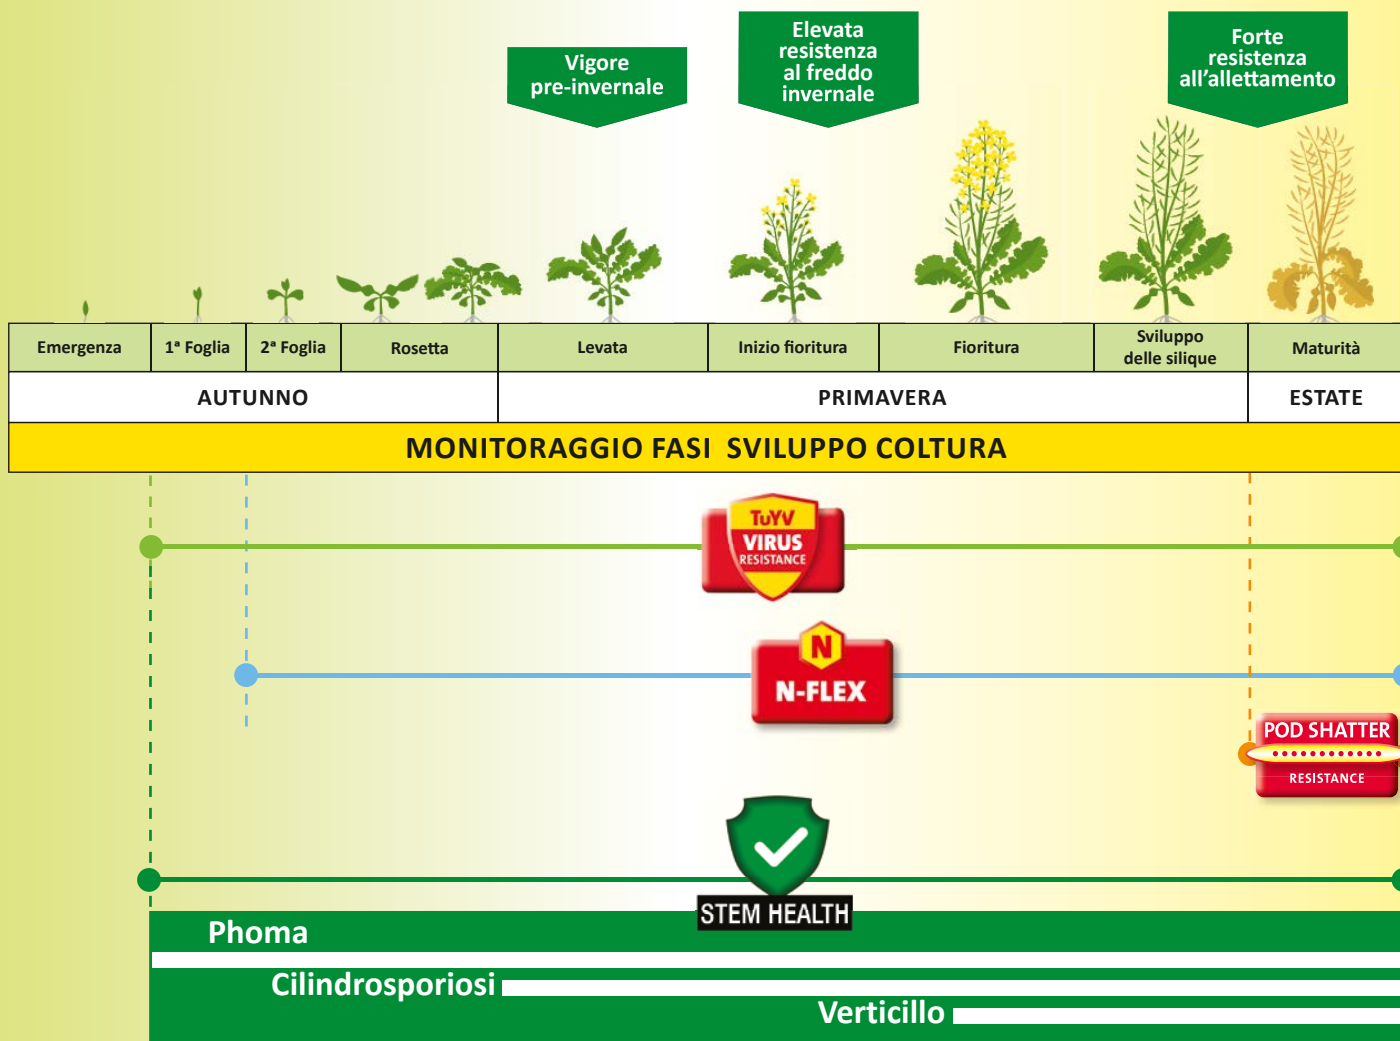 Vigore
pre-invernale
Elevata
resistenza
al freddo
invernale
Forte
resistenza
all'allettamento
Emergenza
1ª Foglia
2ª Foglia
Rosetta
Levata
Inizio fioritura
Fioritura
Sviluppo
delle silique
Maturità
AUTUNNO
PRIMAVERA
ESTATE
MONITORAGGIO FASI SVILUPPO COLTURA
TuYV
VIRUS
RESISTANCE
N
N-FLEX
POD SHATTER
RESISTANCE
STEM HEALTH
Phoma
Cilindrosporiosi
Verticillo